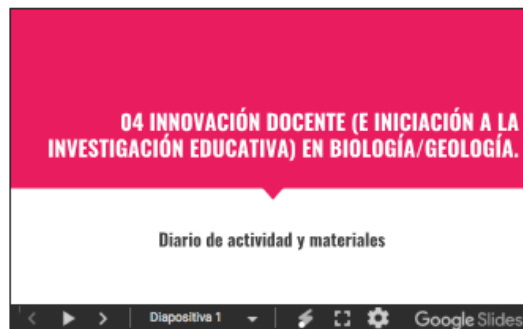 04 INNOVACIÓN DOCENTE (E INICIACIÓN A LA
INVESTIGACIÓN EDUCATIVA) EN BIOLOGÍA/GEOLOGÍA.
Diario de actividad y materiales
Diapositiva 1
Google Slides